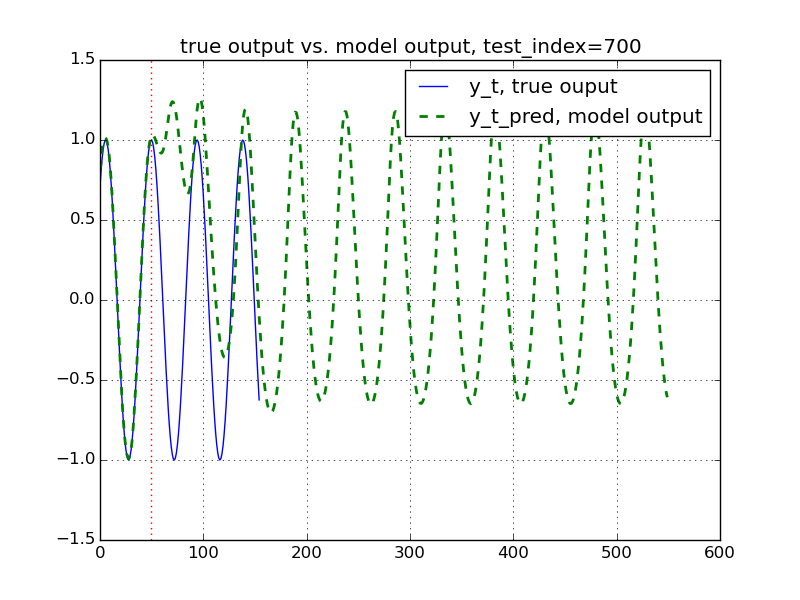 true output vs. model output, test_index=700
y_t, true ouput
y_t_pred, model output
1.5
1.0
0.5
0.0
−0.5
−1.0
−1.5
0 100 200 300 400 500 600